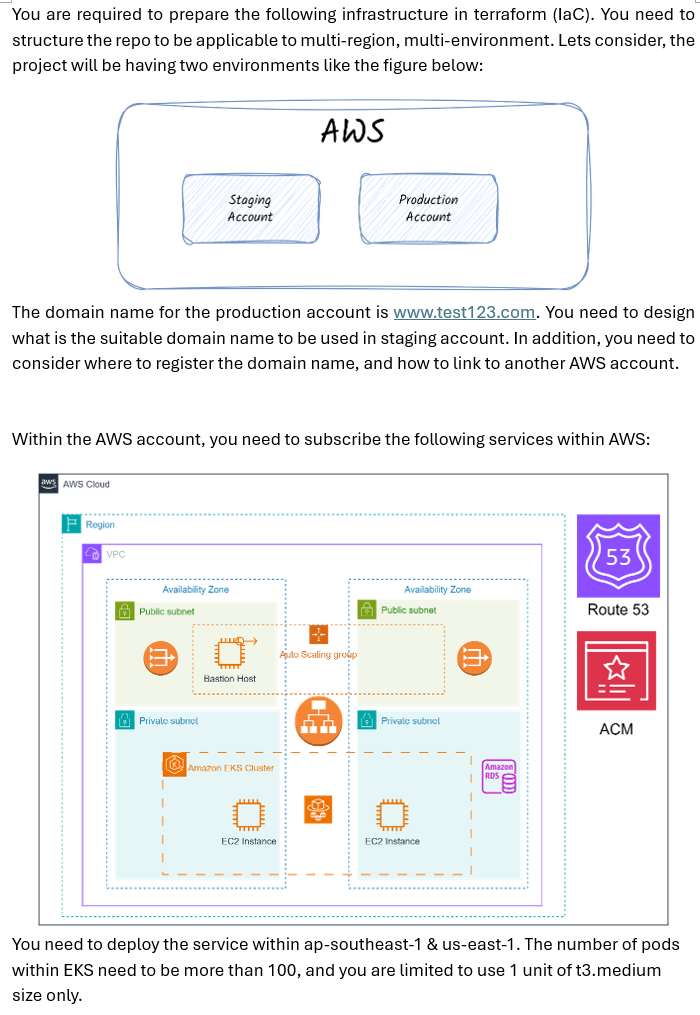 You are required to prepare the following infrastructure in terraform (IaC). You need to
structure the repo to be applicable to multi-region, multi-environment. Lets consider, the
project will be having two environments like the figure below:
AWS
Staging
Account
Production
Account
The domain name for the production account is www.test123.com. You need to design
what is the suitable domain name to be used in staging account. In addition, you need to
consider where to register the domain name, and how to link to another AWS account.
Within the AWS account, you need to subscribe the following services within AWS:
aws
AWS Cloud
Region
VPC
Availability Zone
Availability Zone
Public subnet
Public subnet
Auto Scaling group
Bastion Host
53
Route 53
ACM
Private subnet
Private subnet
Amazon EKS Cluster
Amazon
RDS
EC2 Instance
EC2 Instance
You need to deploy the service within ap-southeast-1 & us-east-1. The number of pods
within EKS need to be more than 100, and you are limited to use 1 unit of t3.medium
size only.